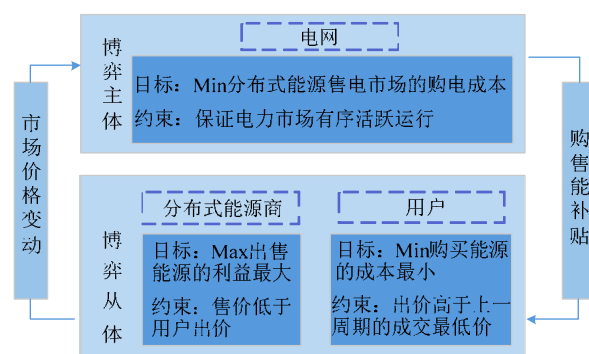 电网
博弈主体
目标：Min分布式能源售电市场的购电成本
约束：保证电力市场有序活跃运行
市场价格变动
购售能补贴
分布式能源商
用户
博弈从体
目标：Max出售
能源的利益最大
约束：售价低于
用户出价
目标：Min购买能源
的成本最小
约束：出价高于上一
周期的成交最低价